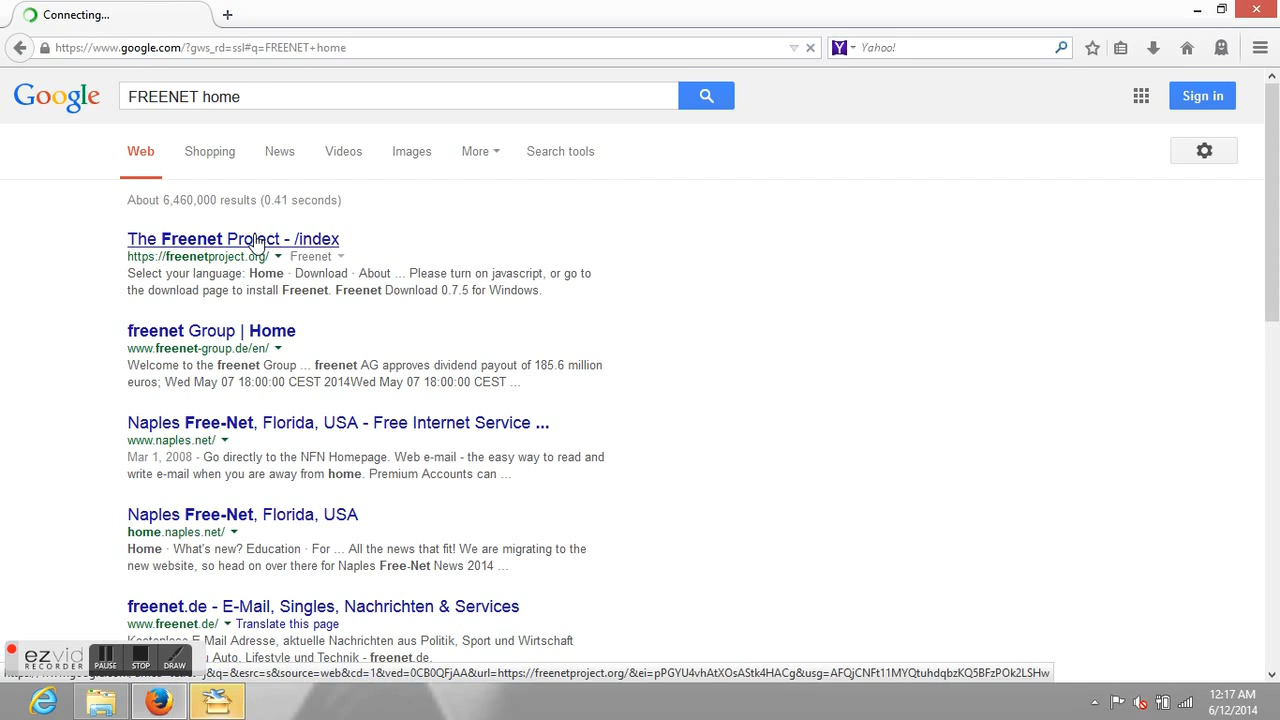 Connecting...
https://www.google.com/?gws_rd=ssl#q=FREENET+home
Yahoo!
Google
FREENET home
Sign in
Web Shopping News Videos Images More Search tools
About 6,460,000 results (0.41 seconds)
The Freenet Project - /index
https://freenetproject.org/ Freenet
Select your language: Home · Download · About ... Please turn on javascript, or go to
the download page to install Freenet. Freenet Download 0.7.5 for Windows.
freenet Group | Home
www.freenet-group.de/en/
Welcome to the freenet Group ... freenet AG approves dividend payout of 185.6 million
euros; Wed May 07 18:00:00 CEST 2014Wed May 07 18:00:00 CEST ...
Naples Free-Net, Florida, USA - Free Internet Service ...
www.naples.net/
Mar 1, 2008 - Go directly to the NFN Homepage. Web e-mail - the easy way to read and
write e-mail when you are away from home. Premium Accounts can ...
Naples Free-Net, Florida, USA
home.naples.net/
Home · What's new? Education · For ... All the news that fit! We are migrating to the
new website, so head on over there for Naples Free-Net News 2014 ...
freenet.de - E-Mail, Singles, Nachrichten & Services
www.freenet.de/ Translate this page
Kostenlose E Mail Adresse, aktuelle Nachrichten aus Politik, Sport und Wirtschaft
Auto, Lifestyle und Technik - freenet.de.
ezvid
RECORDER
PAUSE STOP DRAW
12:17 AM
6/12/2014